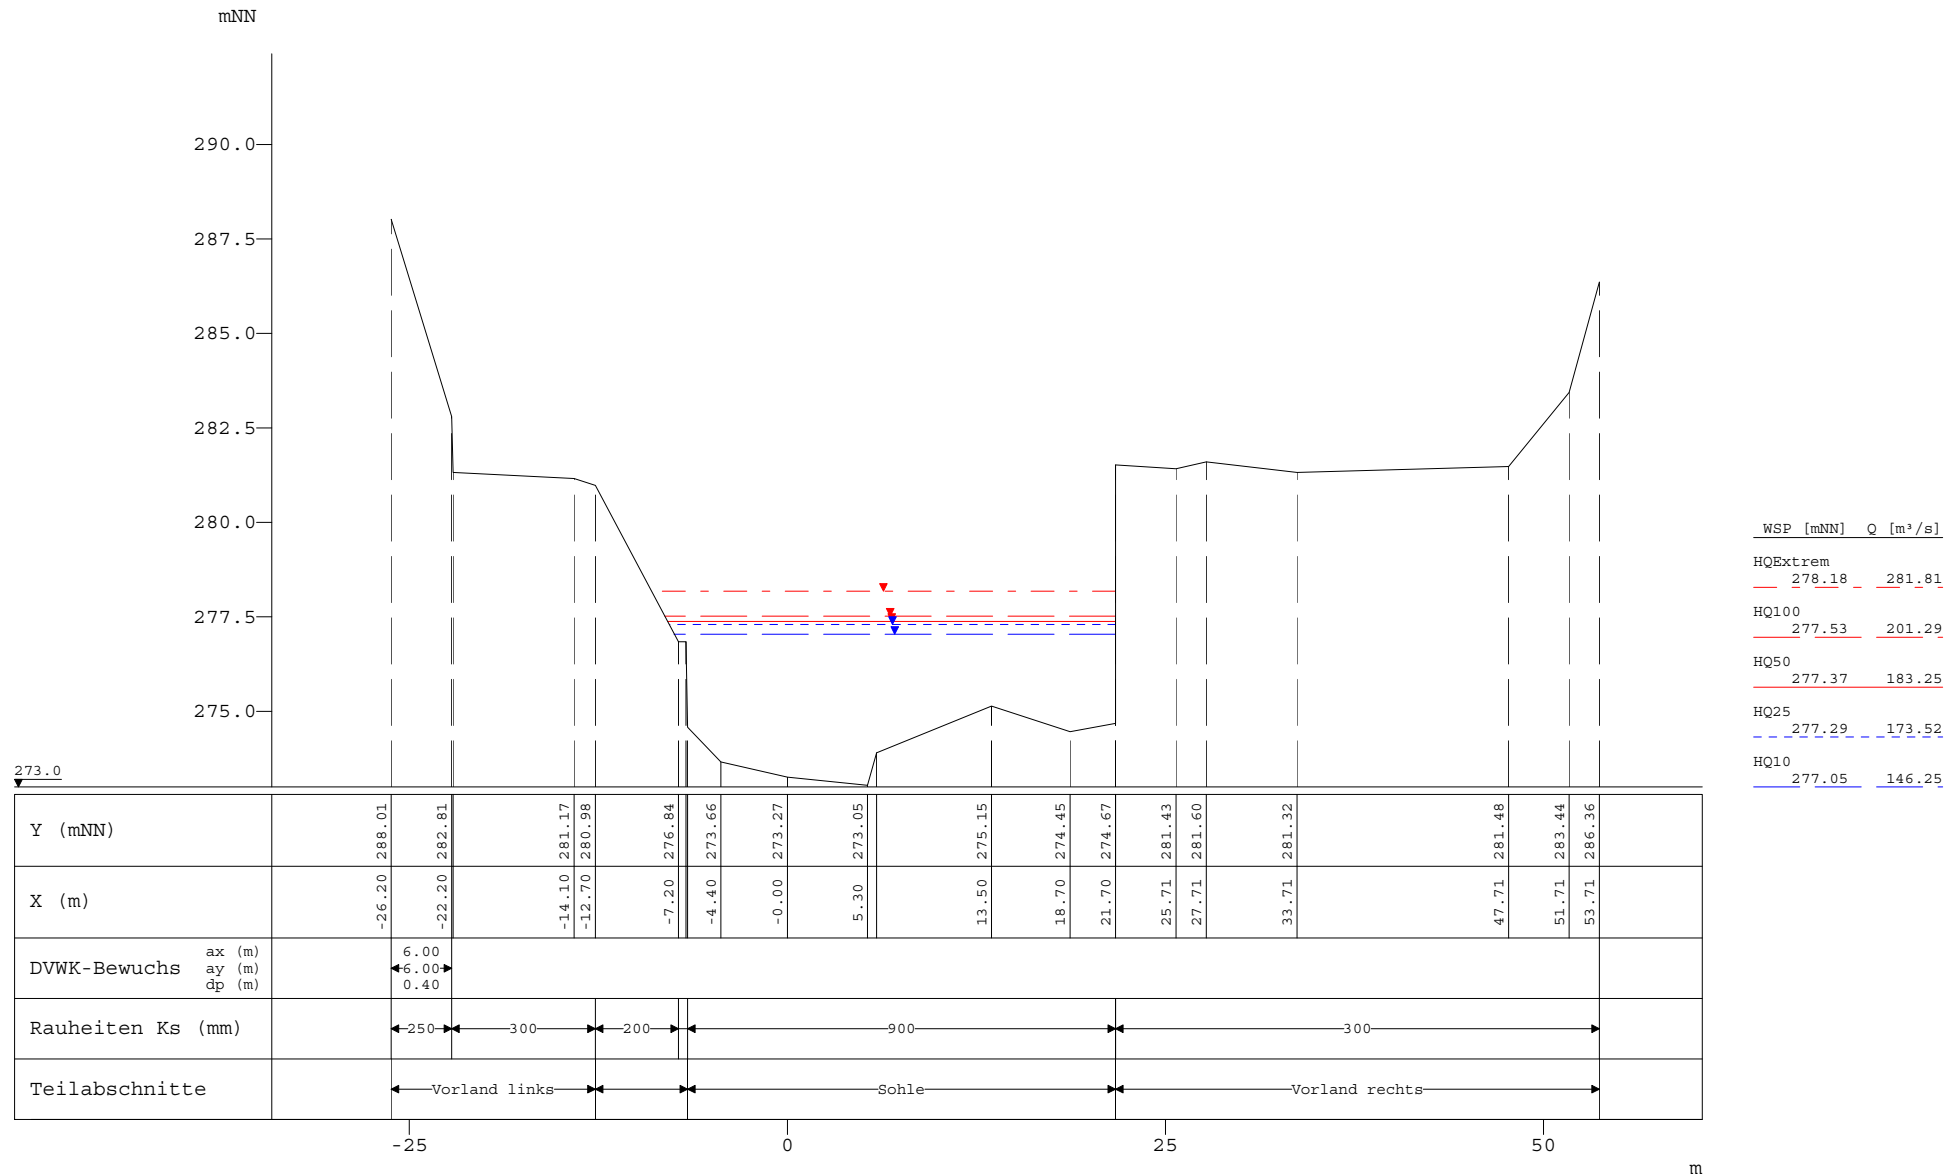 mNN
290.0
287.5
285.0
282.5
280.0
277.5
275.0
273.0
WSP [mNN] Q [m³/s]
HQExtrem
278.18 281.81
HQ100
277.53 201.29
HQ50
277.37 183.25
HQ25
277.29 173.52
HQ10
277.05 146.25
Y (mNN) 288.01 282.81 281.17 280.98 276.84 273.66 273.27 273.05 275.15 274.45 274.67 281.43 281.60 281.32 281.48 283.44 286.36
X (m) -26.20 -22.20 -14.10 -12.70 -7.20 -4.40 -0.00 5.30 13.50 18.70 21.70 25.71 27.71 33.71 47.71 51.71 53.71
ax (m) 6.00
DVWK-Bewuchs ay (m) 6.00
dp (m) 0.40
Rauheiten Ks (mm) 250 300 200 900 300
Teilabschnitte Vorland links Sohle Vorland rechts
-25 0 25 50
m